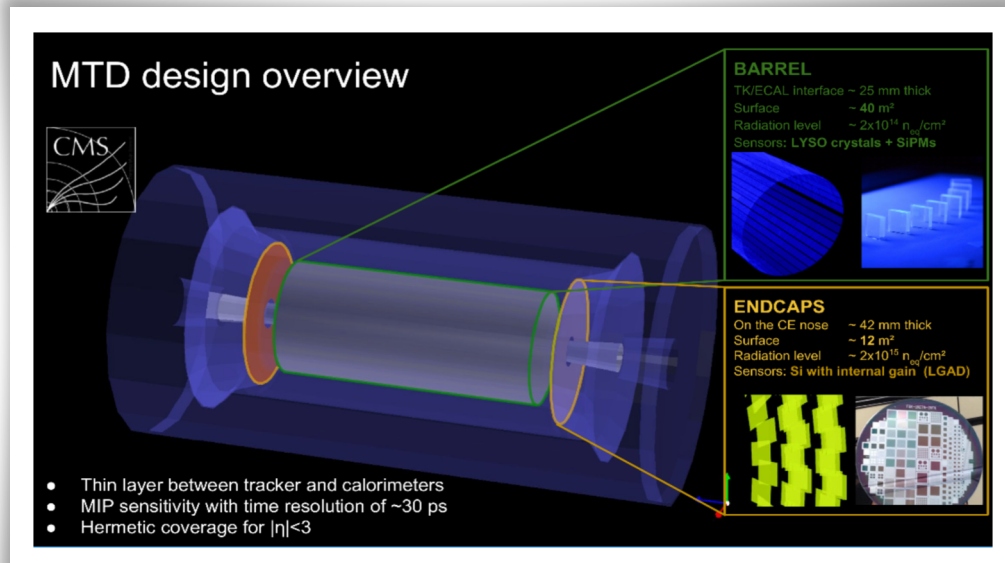 MTD design overview
CMS
BARREL
TK/ECAL interface ~ 25 mm thick
Surface ~ 40 m²
Radiation level ~ 2x10¹⁴ n_eq/cm²
Sensors: LYSO crystals + SiPMs
ENDCAPS
On the CE nose ~ 42 mm thick
Surface ~ 12 m²
Radiation level ~ 2x10¹⁵ n_eq/cm²
Sensors: Si with internal gain (LGAD)
● Thin layer between tracker and calorimeters
● MIP sensitivity with time resolution of ~30 ps
● Hermetic coverage for |η|<3